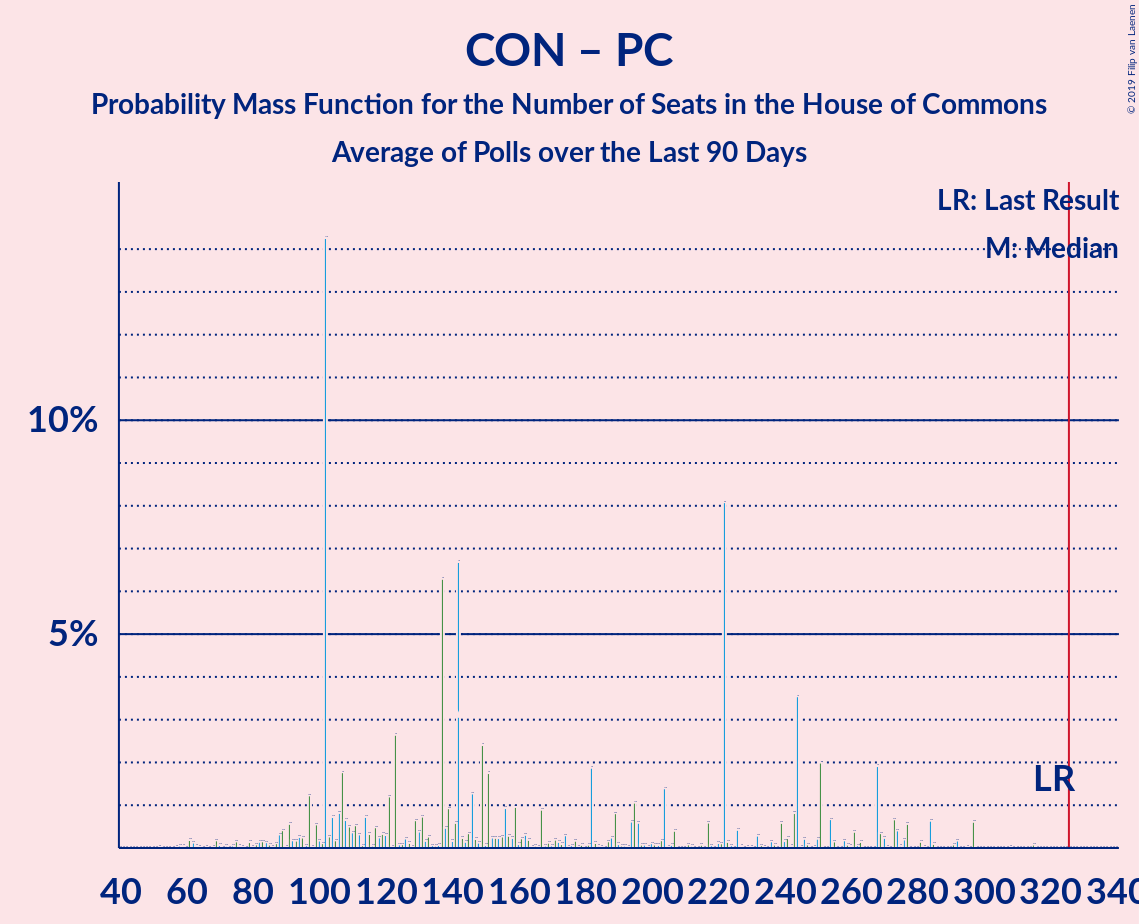 CON – PC
Probability Mass Function for the Number of Seats in the House of Commons
Average of Polls over the Last 90 Days
© 2019 Filip van Laenen
LR: Last Result
M: Median
10%
5%
LR
40 60 80 100 120 140 160 180 200 220 240 260 280 300 320 340